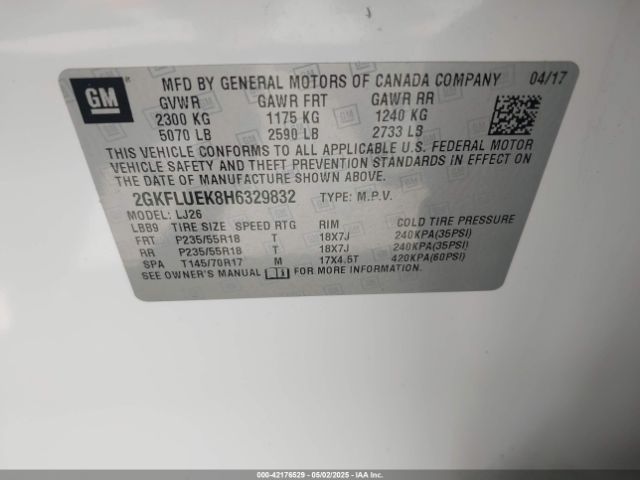 GM
MFD BY GENERAL MOTORS OF CANADA COMPANY 04/17
GVWR GAWR FRT GAWR RR
2300 KG 1175 KG 1240 KG
5070 LB 2590 LB 2733 LB
THIS VEHICLE CONFORMS TO ALL APPLICABLE U.S. FEDERAL MOTOR
VEHICLE SAFETY AND THEFT PREVENTION STANDARDS IN EFFECT ON
THE DATE OF MANUFACTURE SHOWN ABOVE.
2GKFLUEK8H6329832 TYPE: M.P.V.
MODEL: LJ26
LBB9 TIRE SIZE SPEED RTG RIM COLD TIRE PRESSURE
FRT P235/55R18 T 18X7J 240KPA(35PSI)
RR P235/55R18 T 18X7J 240KPA(35PSI)
SPA T145/70R17 M 17X4.5T 420KPA(60PSI)
SEE OWNER'S MANUAL FOR MORE INFORMATION.
000-42176529 - 05/02/2025 - IAA Inc.